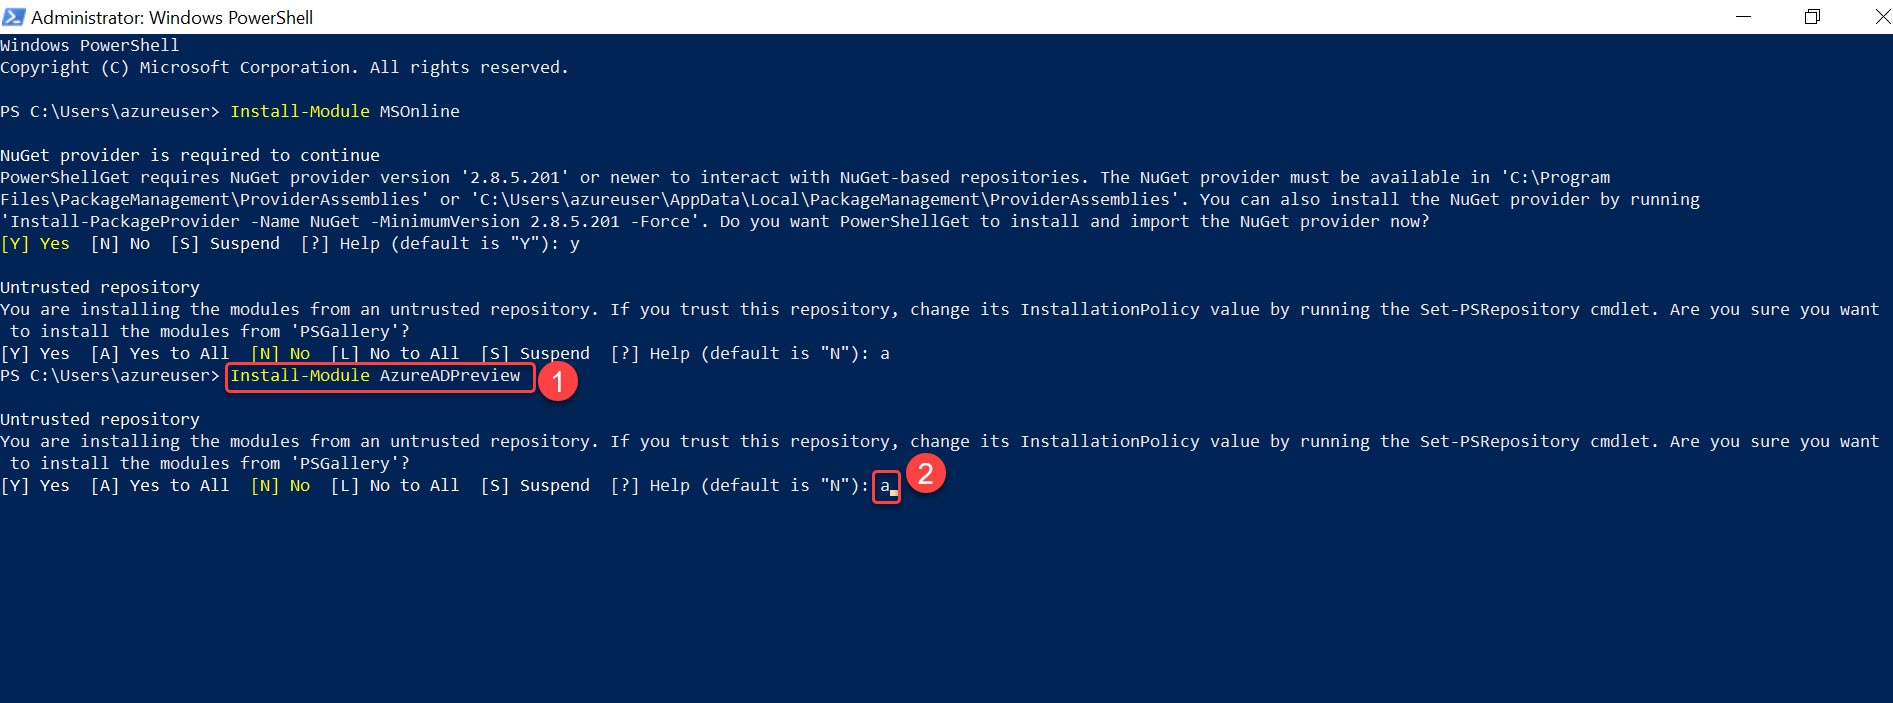 Administrator: Windows PowerShell
Windows PowerShell
Copyright (C) Microsoft Corporation. All rights reserved.
PS C:\Users\azureuser> Install-Module MSOnline
NuGet provider is required to continue
PowerShellGet requires NuGet provider version '2.8.5.201' or newer to interact with NuGet-based repositories. The NuGet provider must be available in 'C:\Program
Files\PackageManagement\ProviderAssemblies' or 'C:\Users\azureuser\AppData\Local\PackageManagement\ProviderAssemblies'. You can also install the NuGet provider by running
'Install-PackageProvider -Name NuGet -MinimumVersion 2.8.5.201 -Force'. Do you want PowerShellGet to install and import the NuGet provider now?
[Y] Yes  [N] No  [S] Suspend  [?] Help (default is "Y"): y
Untrusted repository
You are installing the modules from an untrusted repository. If you trust this repository, change its InstallationPolicy value by running the Set-PSRepository cmdlet. Are you sure you want
to install the modules from 'PSGallery'?
[Y] Yes  [A] Yes to All  [N] No  [L] No to All  [S] Suspend  [?] Help (default is "N"): a
PS C:\Users\azureuser> Install-Module AzureADPreview 1
Untrusted repository
You are installing the modules from an untrusted repository. If you trust this repository, change its InstallationPolicy value by running the Set-PSRepository cmdlet. Are you sure you want
to install the modules from 'PSGallery'?
[Y] Yes  [A] Yes to All  [N] No  [L] No to All  [S] Suspend  [?] Help (default is "N"): a 2